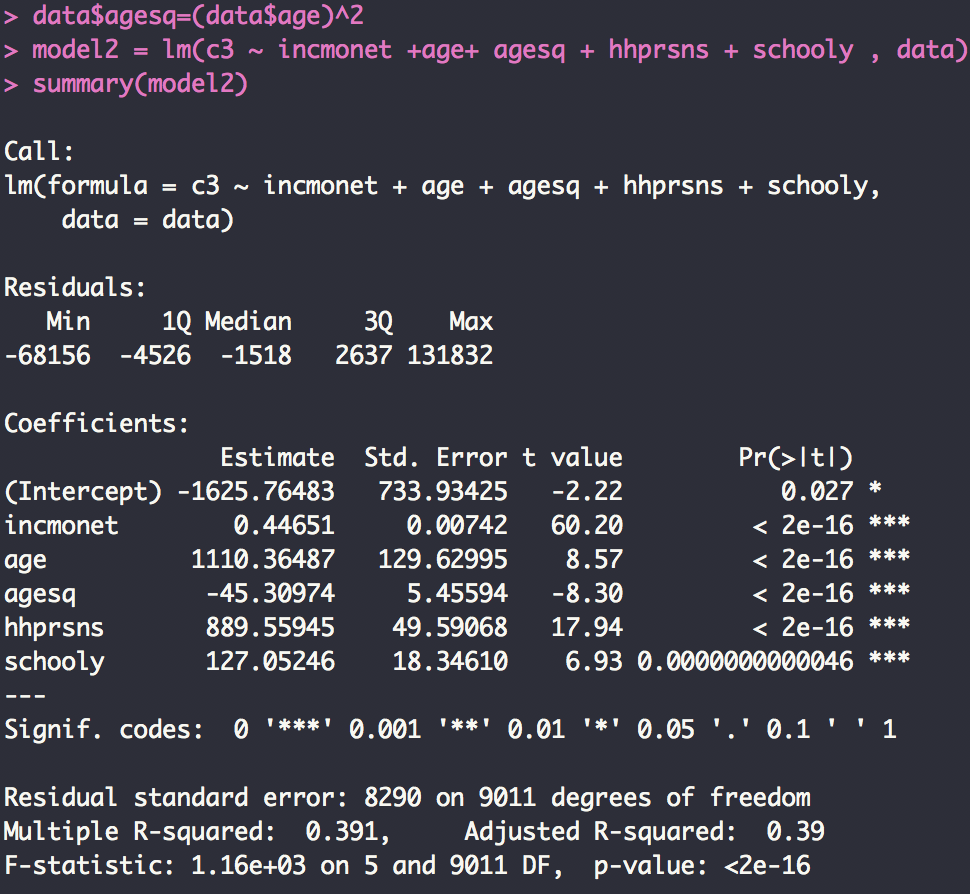 > data$agesq=(data$age)^2
> model2 = lm(c3 ~ incmonet +age+ agesq + hhprsns + schooly , data)
> summary(model2)
Call:
lm(formula = c3 ~ incmonet + age + agesq + hhprsns + schooly,
    data = data)
Residuals:
   Min     1Q Median     3Q    Max
-68156  -4526  -1518   2637 131832
Coefficients:
               Estimate  Std. Error t value        Pr(>|t|)
(Intercept) -1625.76483   733.93425   -2.22           0.027 *
incmonet        0.44651     0.00742   60.20         < 2e-16 ***
age          1110.36487   129.62995    8.57         < 2e-16 ***
agesq         -45.30974     5.45594   -8.30         < 2e-16 ***
hhprsns       889.55945    49.59068   17.94         < 2e-16 ***
schooly       127.05246    18.34610    6.93 0.0000000000046 ***
---
Signif. codes:  0 '***' 0.001 '**' 0.01 '*' 0.05 '.' 0.1 ' ' 1
Residual standard error: 8290 on 9011 degrees of freedom
Multiple R-squared:  0.391,	Adjusted R-squared:  0.39
F-statistic: 1.16e+03 on 5 and 9011 DF,  p-value: <2e-16